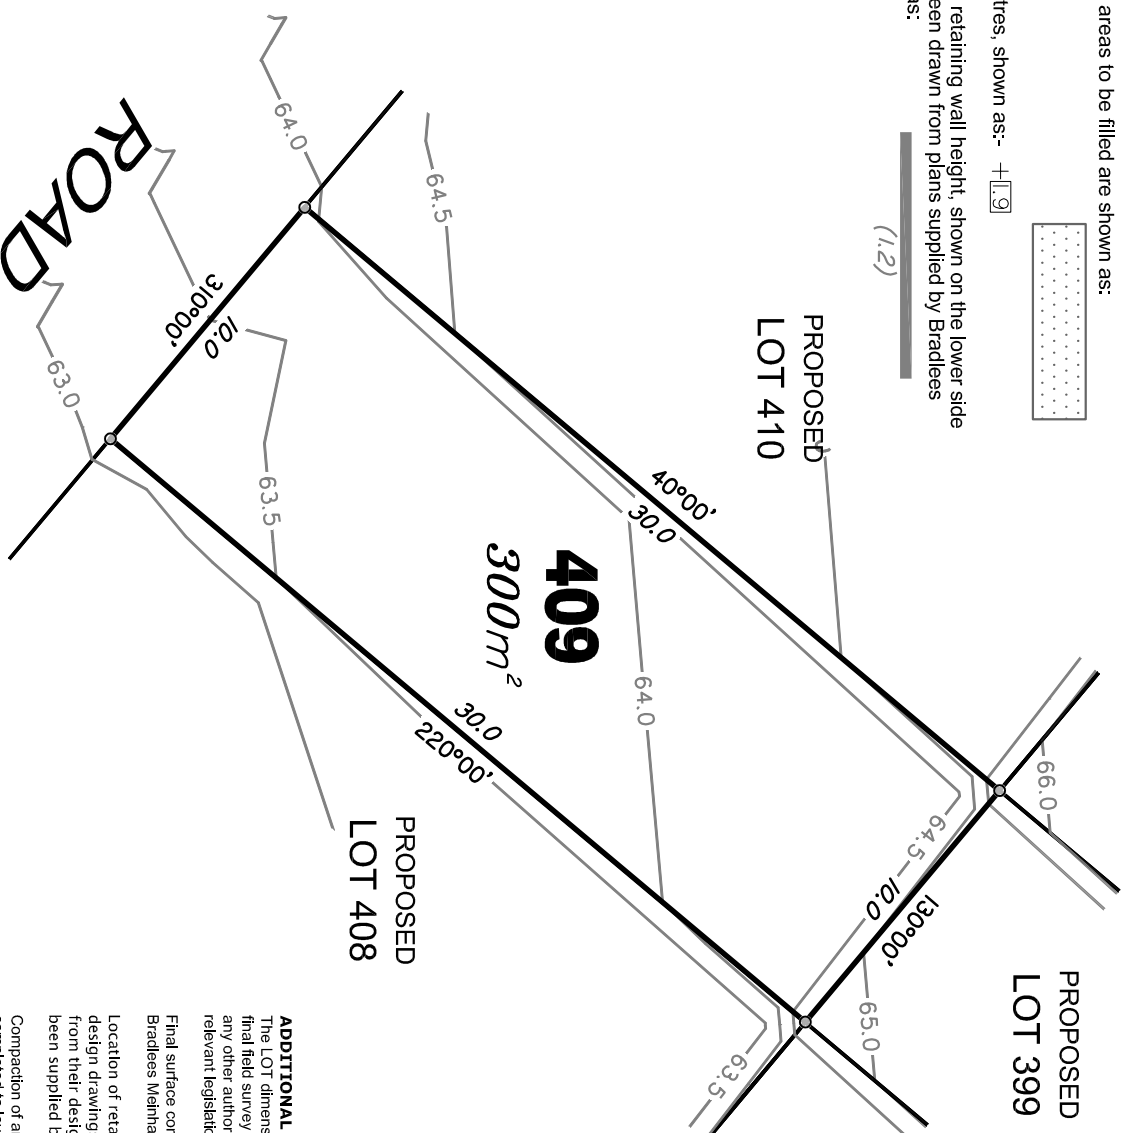 areas to be filled are shown as:
tres, shown as:- +1.9
retaining wall height, shown on the lower side
een drawn from plans supplied by Bradlees
as:
(1.2)
PROPOSED
LOT 410
ROAD
64.0
64.5
310°00'
10.0
63.0
63.5
40°00'
30.0
409
300m²
64.0
30.0
220°00'
PROPOSED
LOT 408
66.0
64.5
10.0
130°00'
65.0
63.5
PROPOSED
LOT 399
ADDITIONAL
The LOT dimens
final field survey
any other author
relevant legislati
Final surface cor
Bradlees Meinha
Location of reta
design drawing
from their desig
been supplied b
Compaction of a